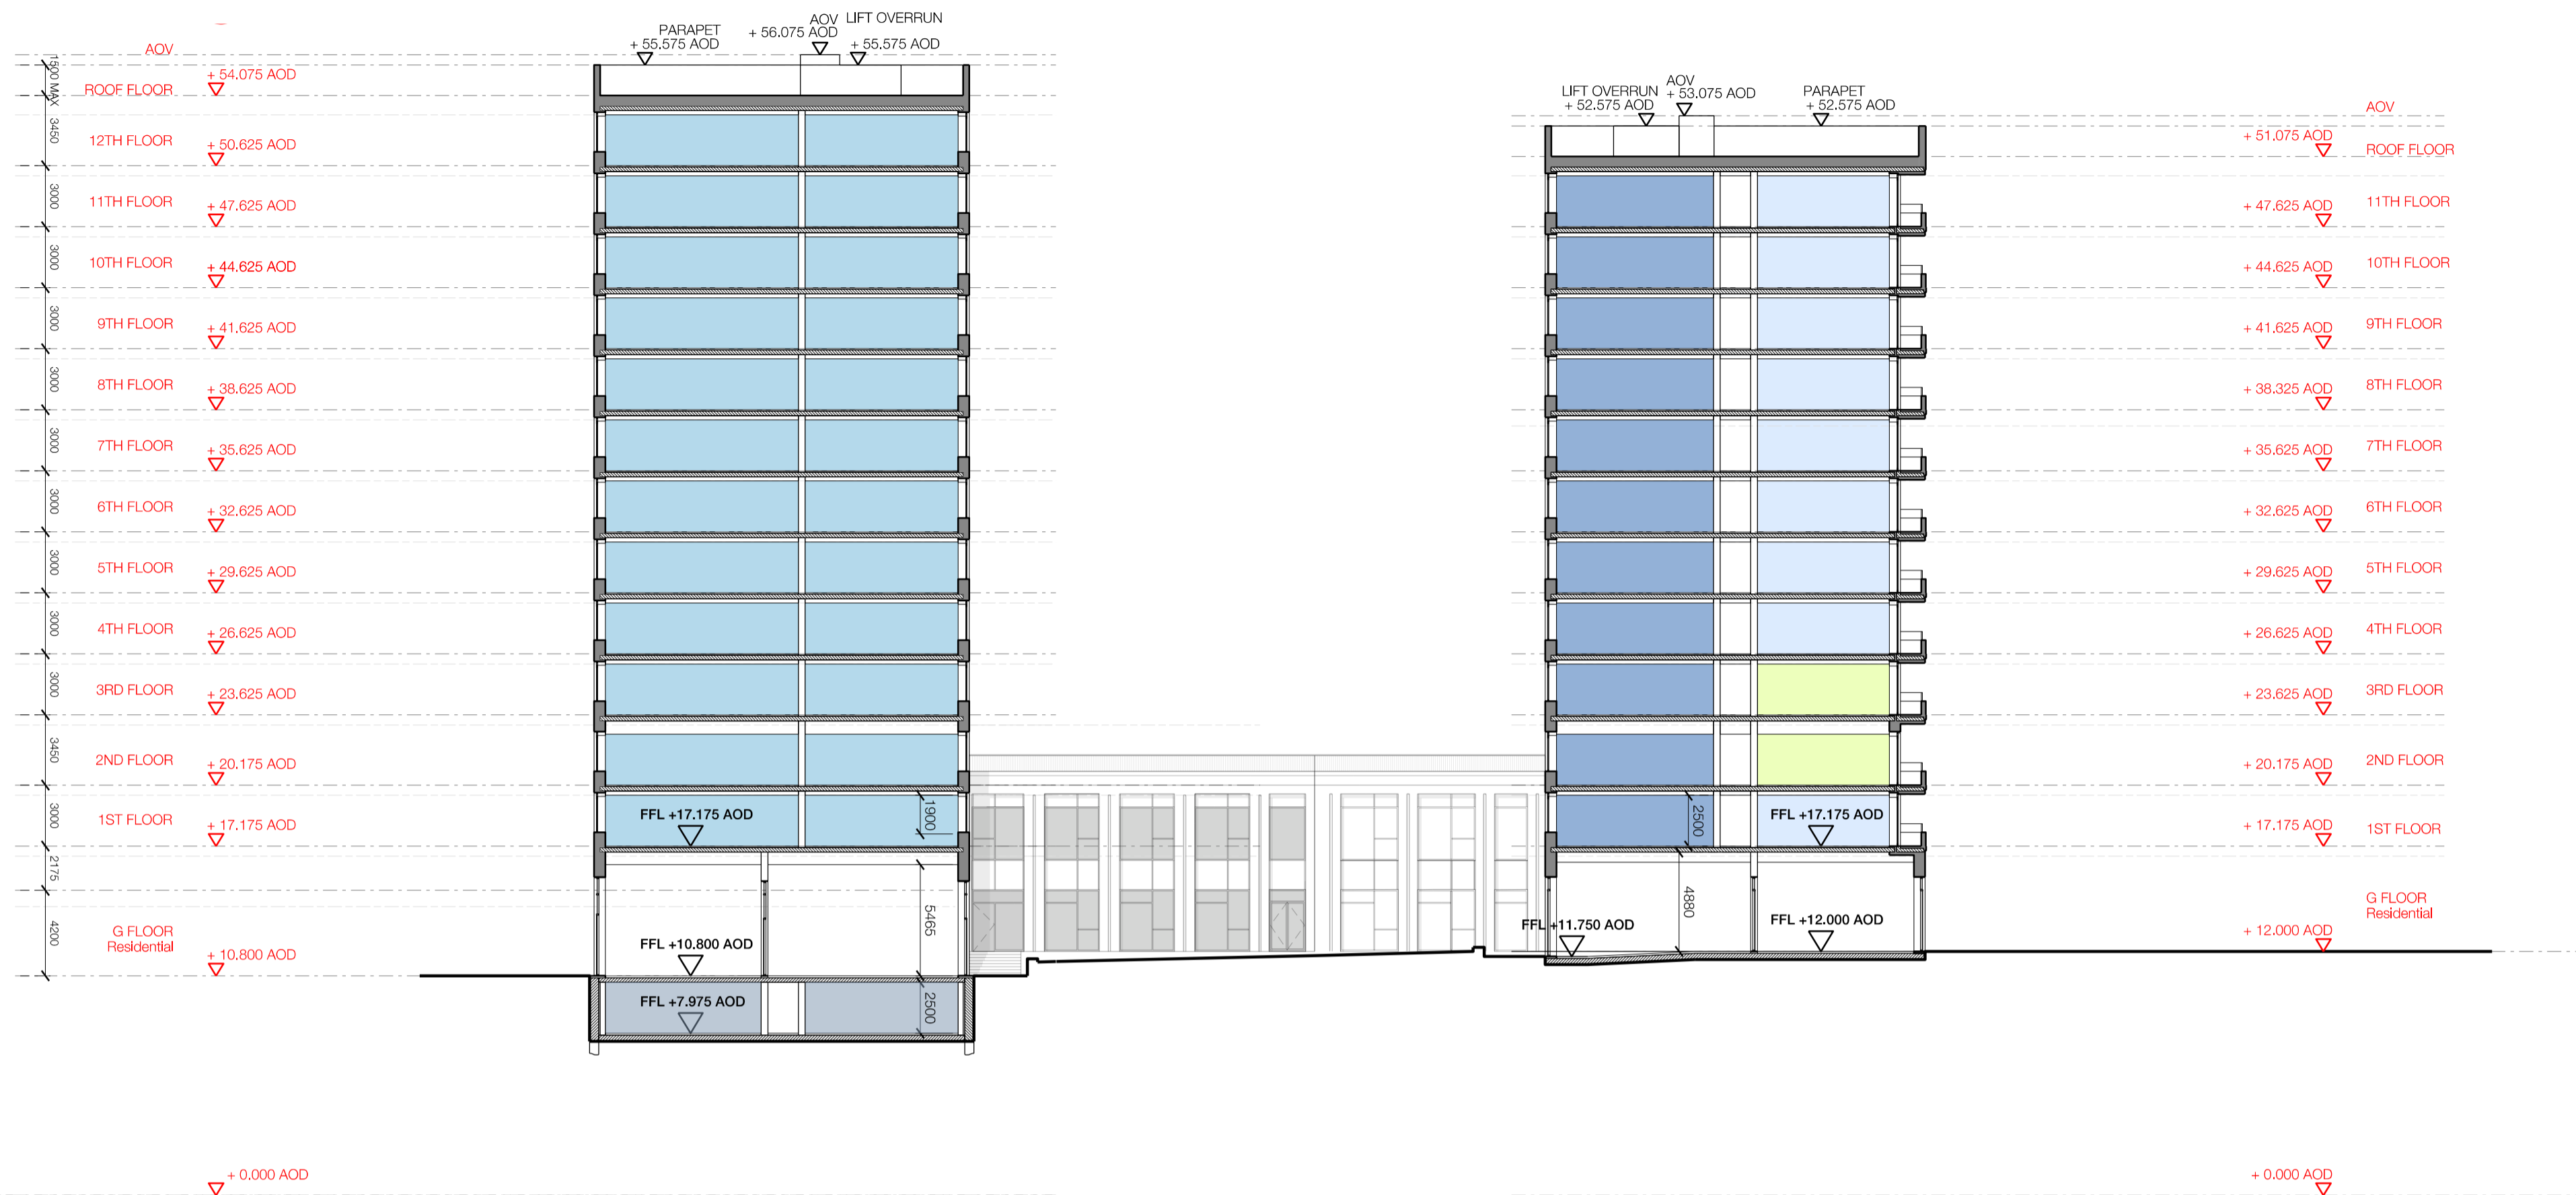 AOV
+ 54.075 AOD
ROOF FLOOR
12TH FLOOR
+ 50.625 AOD
11TH FLOOR
+ 47.625 AOD
10TH FLOOR
+ 44.625 AOD
9TH FLOOR
+ 41.625 AOD
8TH FLOOR
+ 38.625 AOD
7TH FLOOR
+ 35.625 AOD
6TH FLOOR
+ 32.625 AOD
5TH FLOOR
+ 29.625 AOD
4TH FLOOR
+ 26.625 AOD
3RD FLOOR
+ 23.625 AOD
2ND FLOOR
+ 20.175 AOD
1ST FLOOR
+ 17.175 AOD
G FLOOR
Residential
+ 10.800 AOD
+ 0.000 AOD
1500 MAX
3450
3000
3000
3000
3000
3000
3000
3000
3000
3000
3450
3000
2175
4200
PARAPET
+ 55.575 AOD
AOV
+ 56.075 AOD
LIFT OVERRUN
+ 55.575 AOD
FFL +17.175 AOD
1900
FFL +10.800 AOD
5465
FFL +7.975 AOD
2500
LIFT OVERRUN
+ 52.575 AOD
AOV
+ 53.075 AOD
PARAPET
+ 52.575 AOD
2500
FFL +17.175 AOD
4880
FFL +11.750 AOD
FFL +12.000 AOD
AOV
+ 51.075 AOD
ROOF FLOOR
+ 47.625 AOD
11TH FLOOR
+ 44.625 AOD
10TH FLOOR
+ 41.625 AOD
9TH FLOOR
+ 38.325 AOD
8TH FLOOR
+ 35.625 AOD
7TH FLOOR
+ 32.625 AOD
6TH FLOOR
+ 29.625 AOD
5TH FLOOR
+ 26.625 AOD
4TH FLOOR
+ 23.625 AOD
3RD FLOOR
+ 20.175 AOD
2ND FLOOR
+ 17.175 AOD
1ST FLOOR
G FLOOR
Residential
+ 12.000 AOD
+ 0.000 AOD